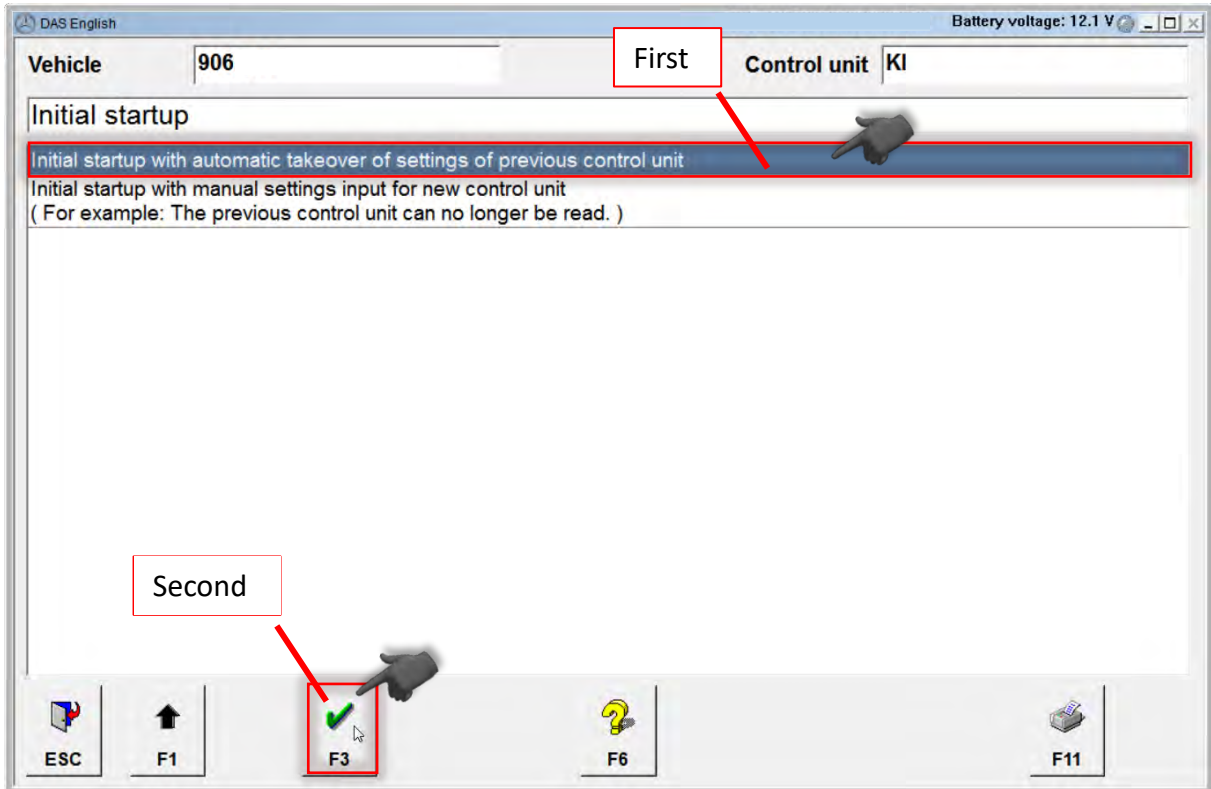 DAS English
Battery voltage: 12.1 V
Vehicle
906
First
Control unit
KI
Initial startup
Initial startup with automatic takeover of settings of previous control unit
Initial startup with manual settings input for new control unit
( For example: The previous control unit can no longer be read. )
Second
ESC
F1
F3
F6
F11